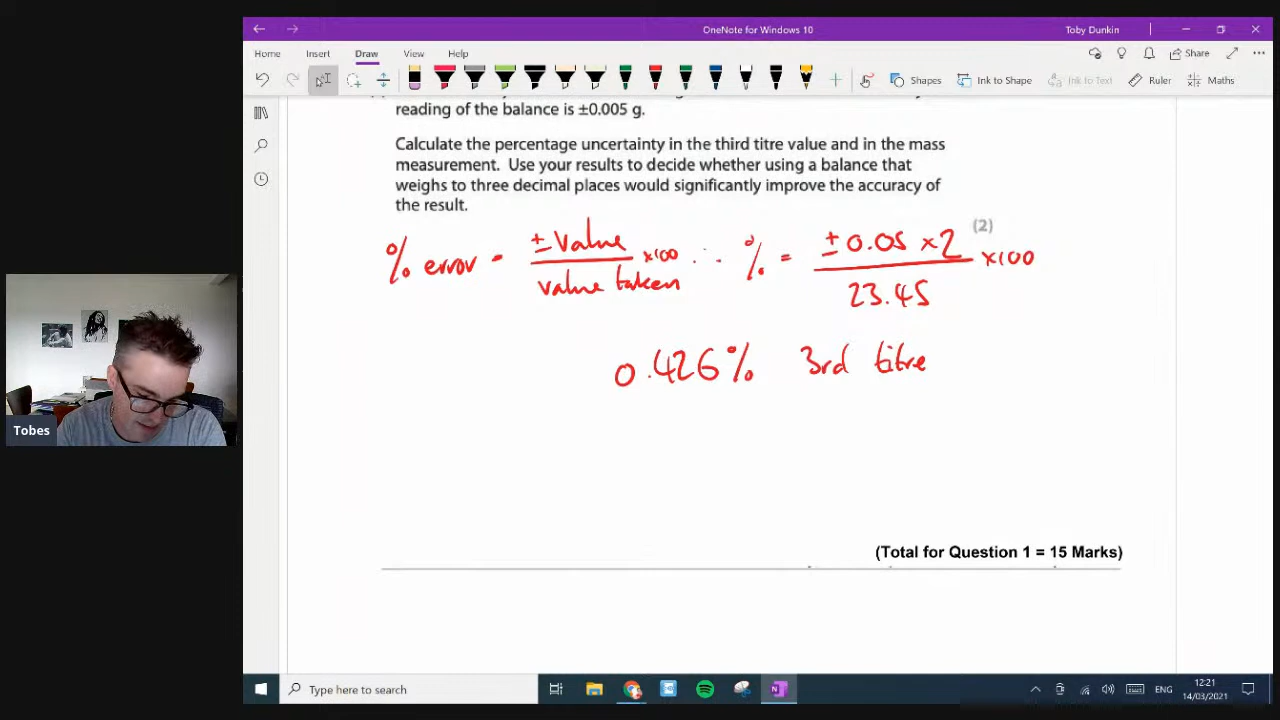 OneNote for Windows 10
Toby Dunkin
Home Insert Draw View Help
Share
Shapes
Ink to Shape
Ink to Text
Ruler
Maths
reading of the balance is ±0.005 g.
Calculate the percentage uncertainty in the third titre value and in the mass
measurement. Use your results to decide whether using a balance that
weighs to three decimal places would significantly improve the accuracy of
the result.
(2)
% error = ± value / value taken ×100 ∴ % = ± 0.05 ×2 / 23.45 ×100
0.426% 3rd titre
Tobes
(Total for Question 1 = 15 Marks)
Type here to search
ENG
12:21
14/03/2021